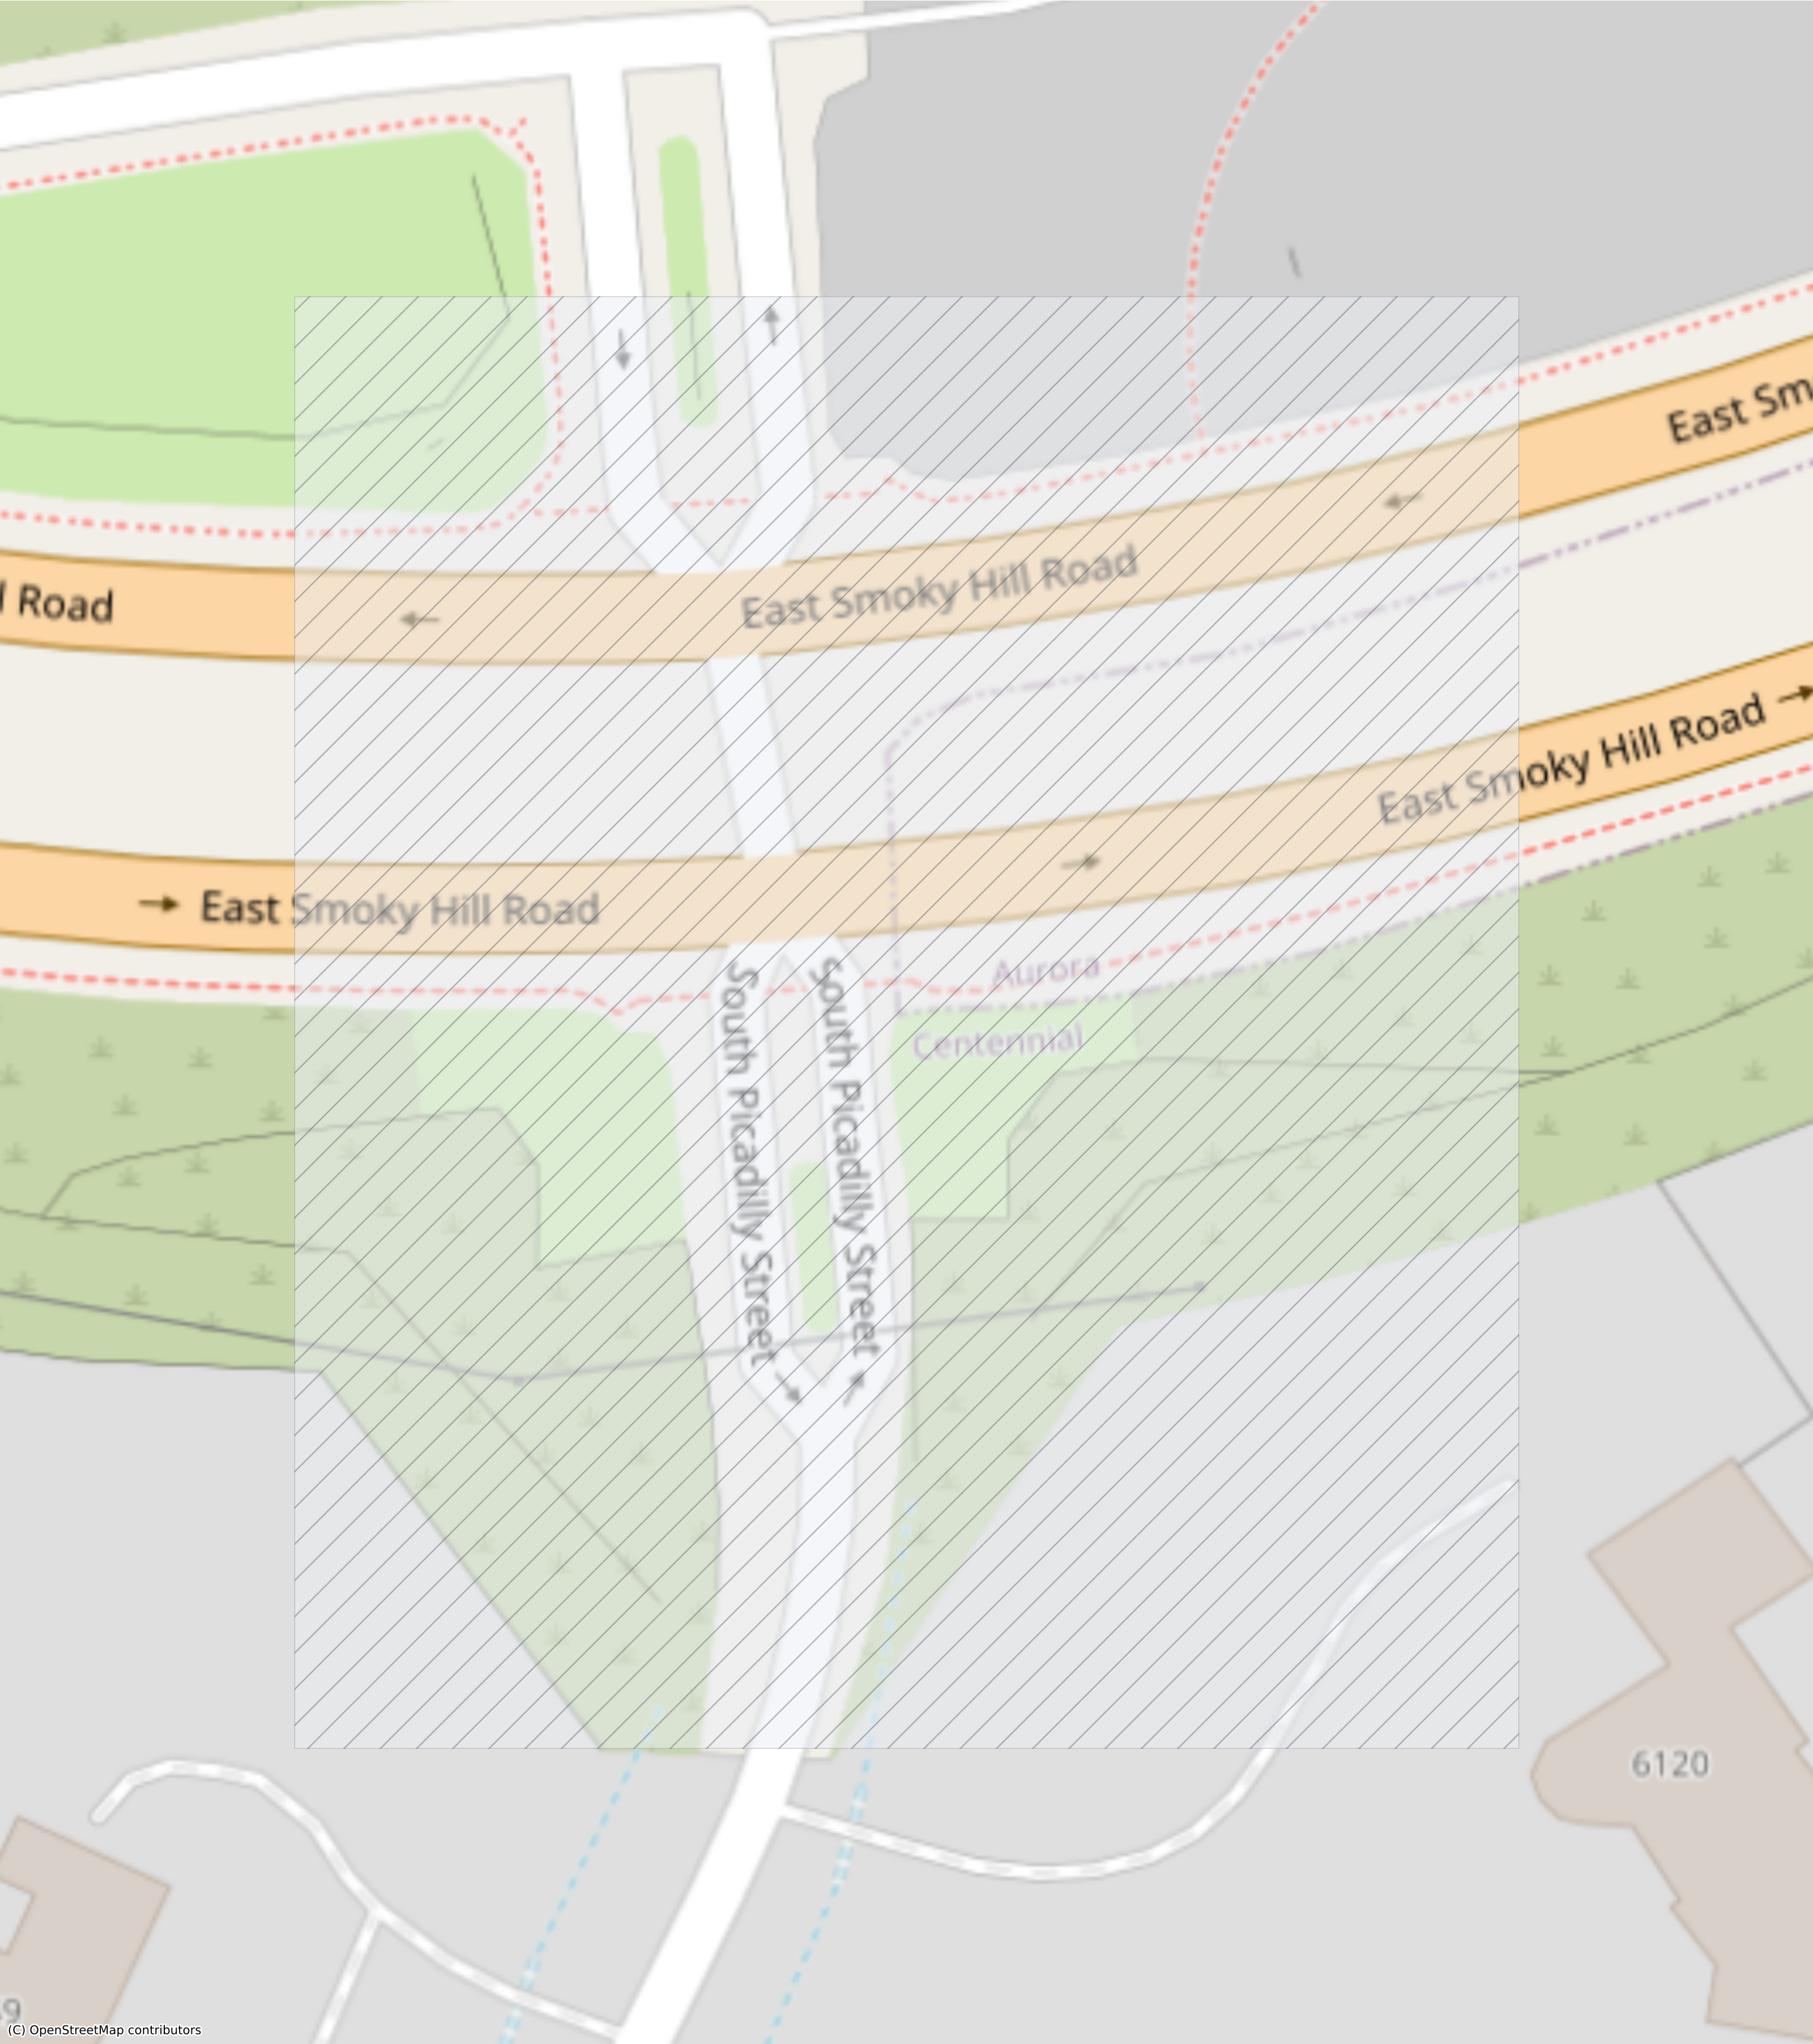 East Sm
East Smoky Hill Road
l Road
East Smoky Hill Road
East Smoky Hill Road
South Picadilly Street
South Picadilly Street
Aurora
Centennial
6120
9
(C) OpenStreetMap contributors